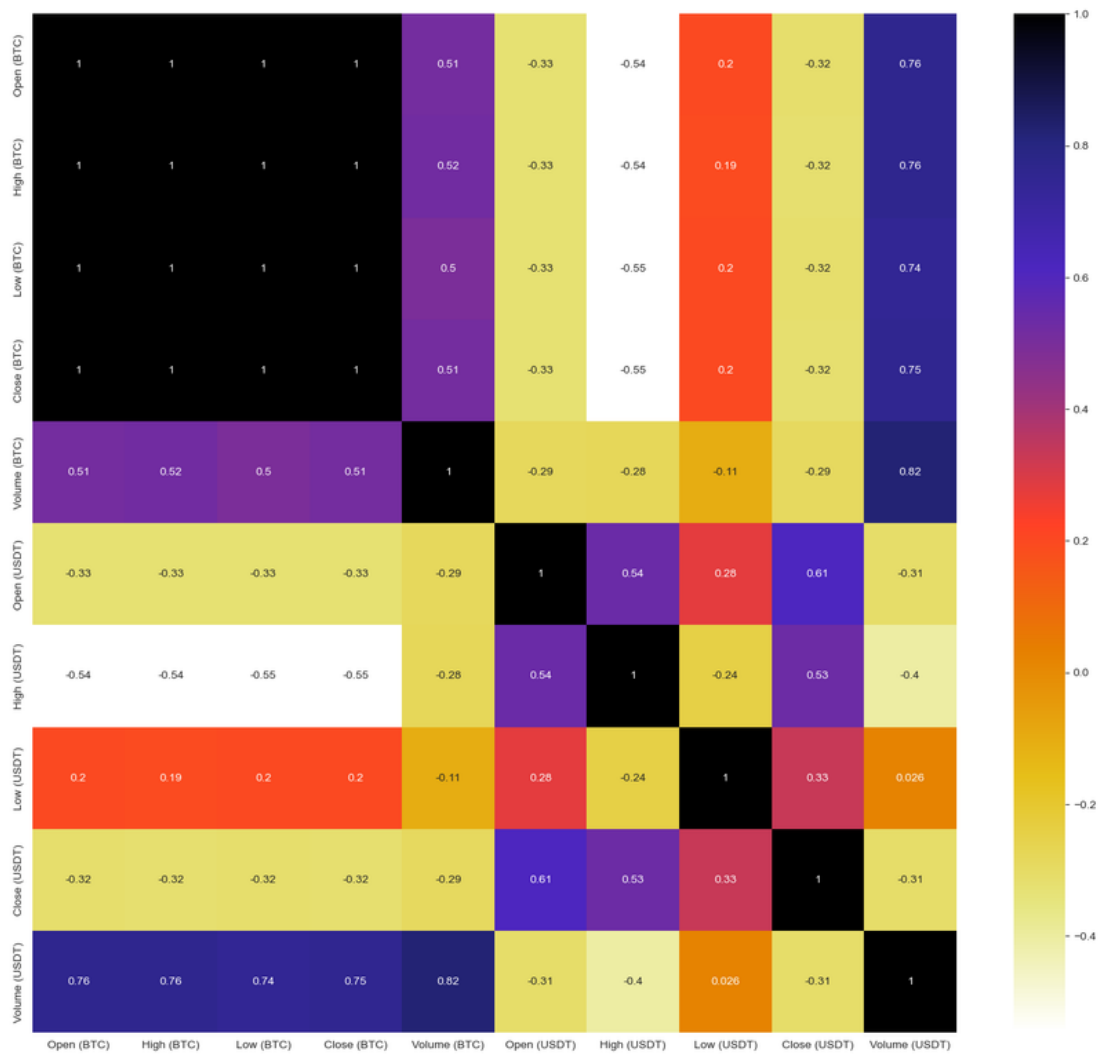 Open (BTC) 1 1 1 1 0.51 -0.33 -0.54 0.2 -0.32 0.76
High (BTC) 1 1 1 1 0.52 -0.33 -0.54 0.19 -0.32 0.76
Low (BTC) 1 1 1 1 0.5 -0.33 -0.55 0.2 -0.32 0.74
Close (BTC) 1 1 1 1 0.51 -0.33 -0.55 0.2 -0.32 0.75
Volume (BTC) 0.51 0.52 0.5 0.51 1 -0.29 -0.28 -0.11 -0.29 0.82
Open (USDT) -0.33 -0.33 -0.33 -0.33 -0.29 1 0.54 0.28 0.61 -0.31
High (USDT) -0.54 -0.54 -0.55 -0.55 -0.28 0.54 1 -0.24 0.53 -0.4
Low (USDT) 0.2 0.19 0.2 0.2 -0.11 0.28 -0.24 1 0.33 0.026
Close (USDT) -0.32 -0.32 -0.32 -0.32 -0.29 0.61 0.53 0.33 1 -0.31
Volume (USDT) 0.76 0.76 0.74 0.75 0.82 -0.31 -0.4 0.026 -0.31 1
Open (BTC) High (BTC) Low (BTC) Close (BTC) Volume (BTC) Open (USDT) High (USDT) Low (USDT) Close (USDT) Volume (USDT)
1.0
0.8
0.6
0.4
0.2
0.0
−0.2
−0.4